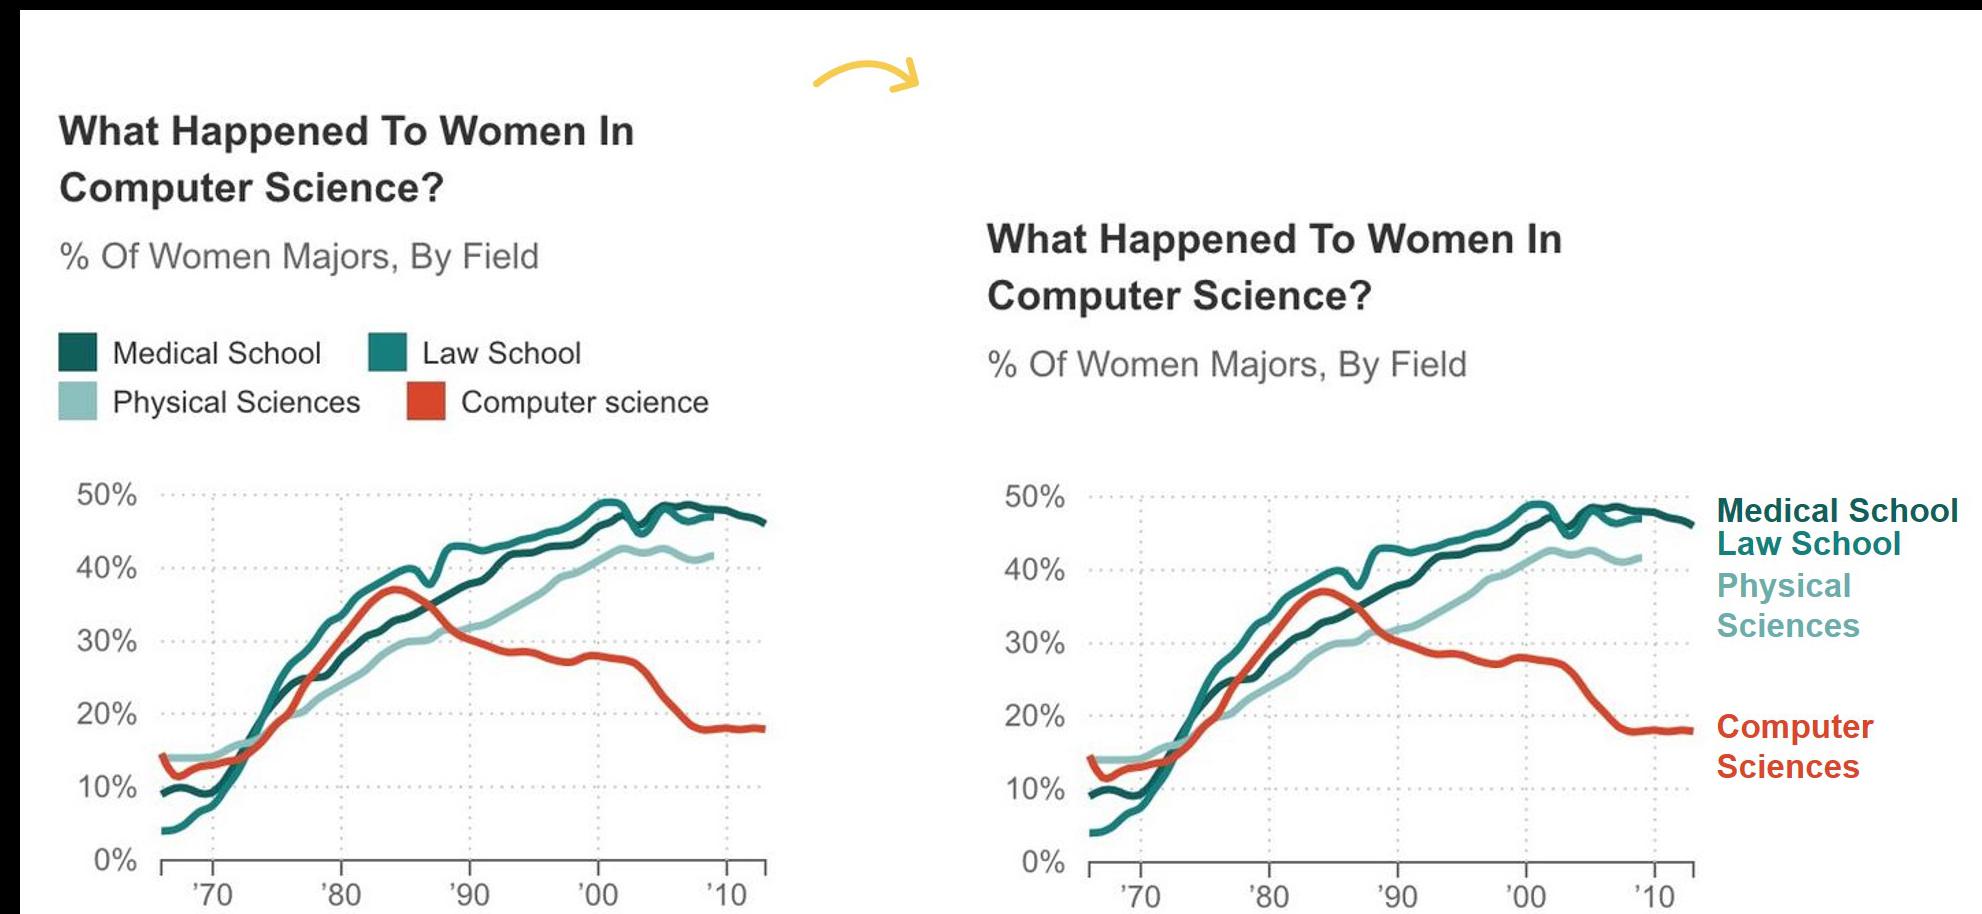 What Happened To Women In
Computer Science?
% Of Women Majors, By Field
Medical School
Law School
Physical Sciences
Computer science
50%
40%
30%
20%
10%
0%
’70
’80
’90
’00
’10
What Happened To Women In
Computer Science?
% Of Women Majors, By Field
50%
40%
30%
20%
10%
0%
’70
’80
’90
’00
’10
Medical School
Law School
Physical
Sciences
Computer
Sciences